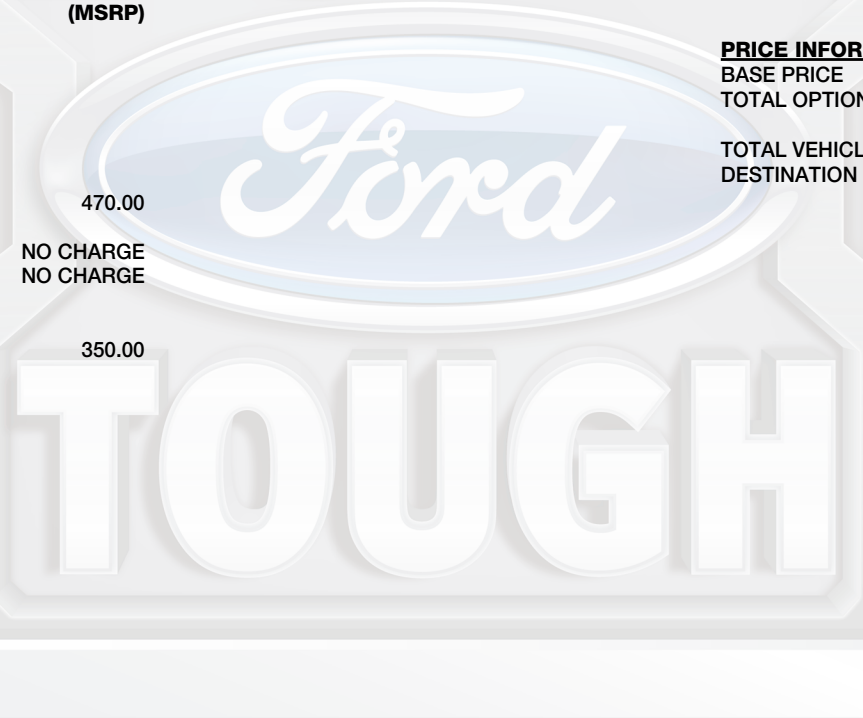 (MSRP)
PRICE INFOR
BASE PRICE
TOTAL OPTION
TOTAL VEHICL
DESTINATION
470.00
NO CHARGE
NO CHARGE
350.00
Ford
TOUGH